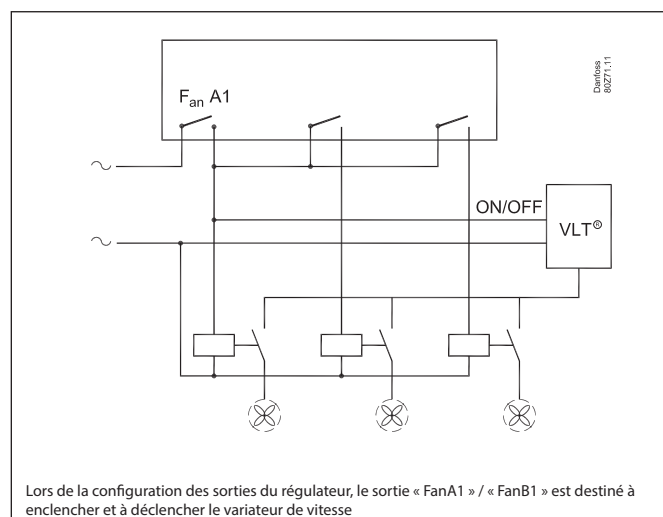 Danfoss
80Z71.11
Fan A1
ON/OFF
VLT®
Lors de la configuration des sorties du régulateur, le sortie « FanA1 » / « FanB1 » est destiné à
enclencher et à déclencher le variateur de vitesse